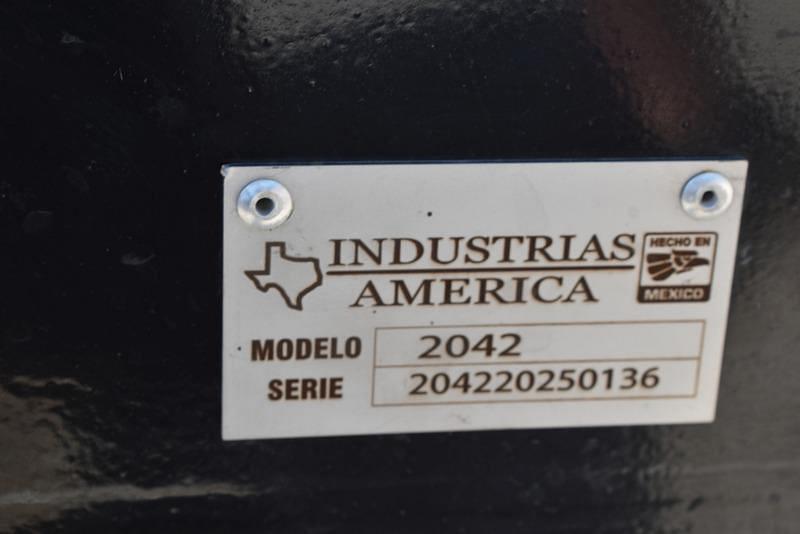 INDUSTRIAS
AMERICA
HECHO EN
MEXICO
MODELO 2042
SERIE 204220250136